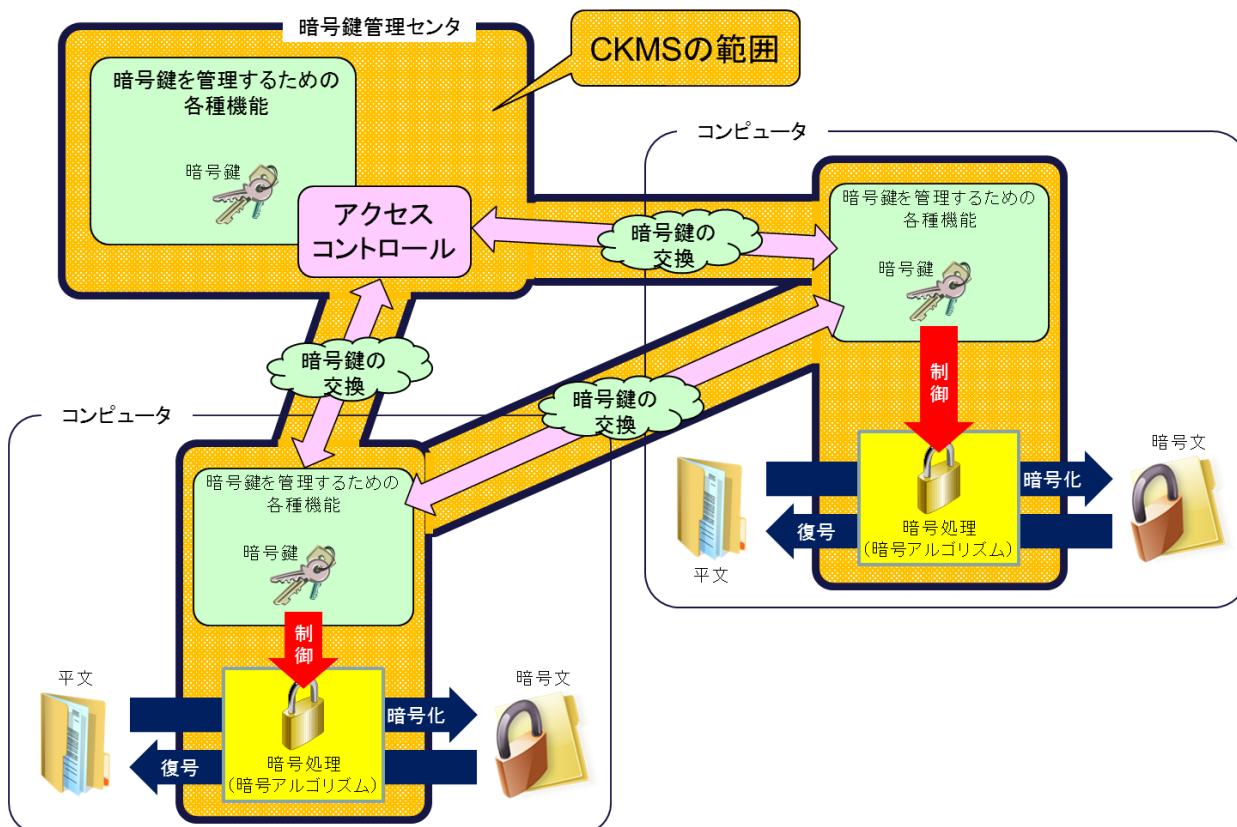 暗号鍵管理センタ
CKMSの範囲
暗号鍵を管理するための
各種機能
暗号鍵
アクセス
コントロール
暗号鍵の
交換
コンピュータ
暗号鍵を管理するための
各種機能
暗号鍵
制御
暗号鍵の
交換
暗号鍵の
交換
平文
暗号化
復号
暗号処理
(暗号アルゴリズム)
暗号文
コンピュータ
暗号鍵を管理するための
各種機能
暗号鍵
制御
平文
暗号化
復号
暗号処理
(暗号アルゴリズム)
暗号文